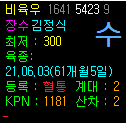 비육우 1641 5423 9
장수김정식
최저 : 300
육종:
21,06,03(61개월5일)
등록 : 혈통 계대 : 2
KPN : 1181 산차 : 2
-
수